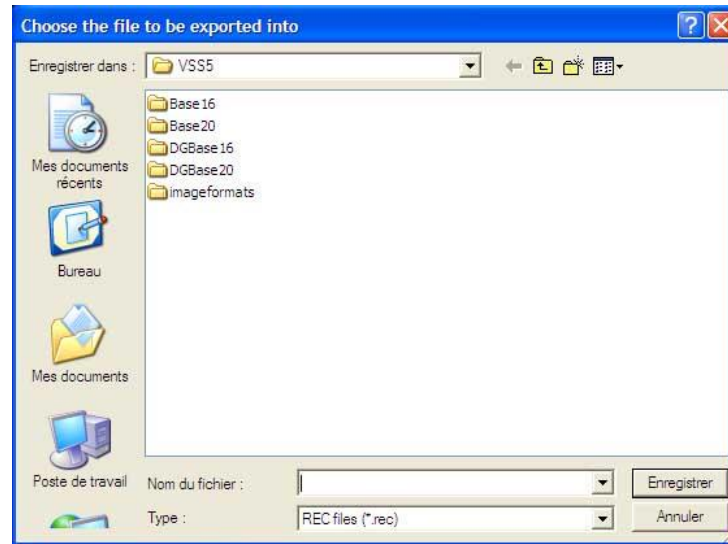 Choose the file to be exported into
Enregistrer dans :
VSS5
Base16
Base20
DGBase16
DGBase20
imageformats
Mes documents
récents
Bureau
Mes documents
Poste de travail
Nom du fichier :
Enregistrer
Type :
REC files (*.rec)
Annuler